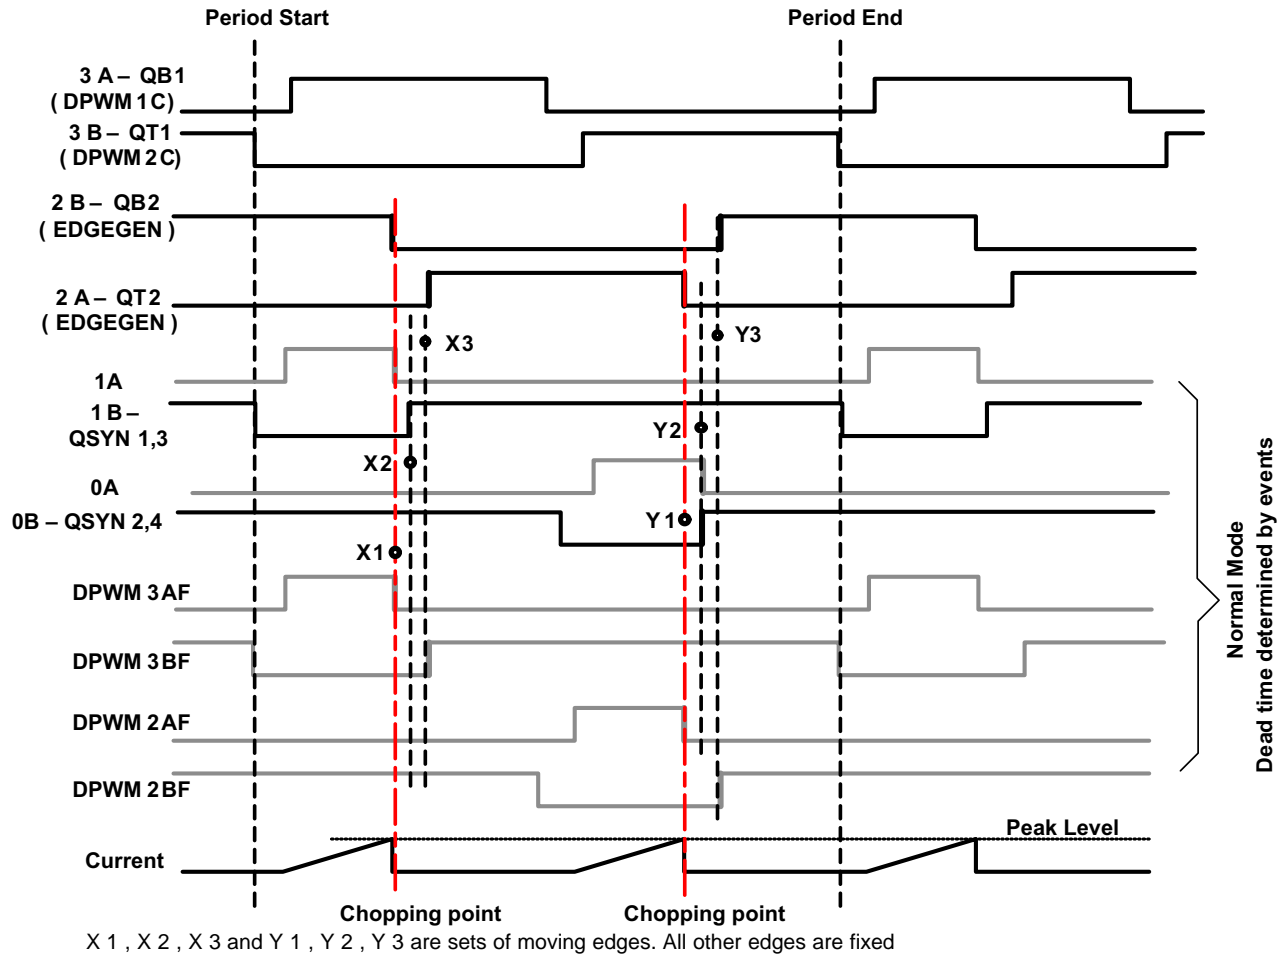 Period Start
Period End
3 A – QB1
( DPWM 1 C)
3 B – QT1
( DPWM 2 C)
2 B – QB2
( EDGEGEN )
2 A – QT2
( EDGEGEN )
X3
Y3
1A
1 B –
QSYN 1,3
Y2
X2
0A
0B – QSYN 2,4
Y 1
X1
DPWM 3 AF
DPWM 3 BF
DPWM 2 AF
DPWM 2 BF
Normal Mode
Dead time determined by events
Peak Level
Current
Chopping point
Chopping point
X 1 , X 2 , X 3 and Y 1 , Y 2 , Y 3 are sets of moving edges. All other edges are fixed